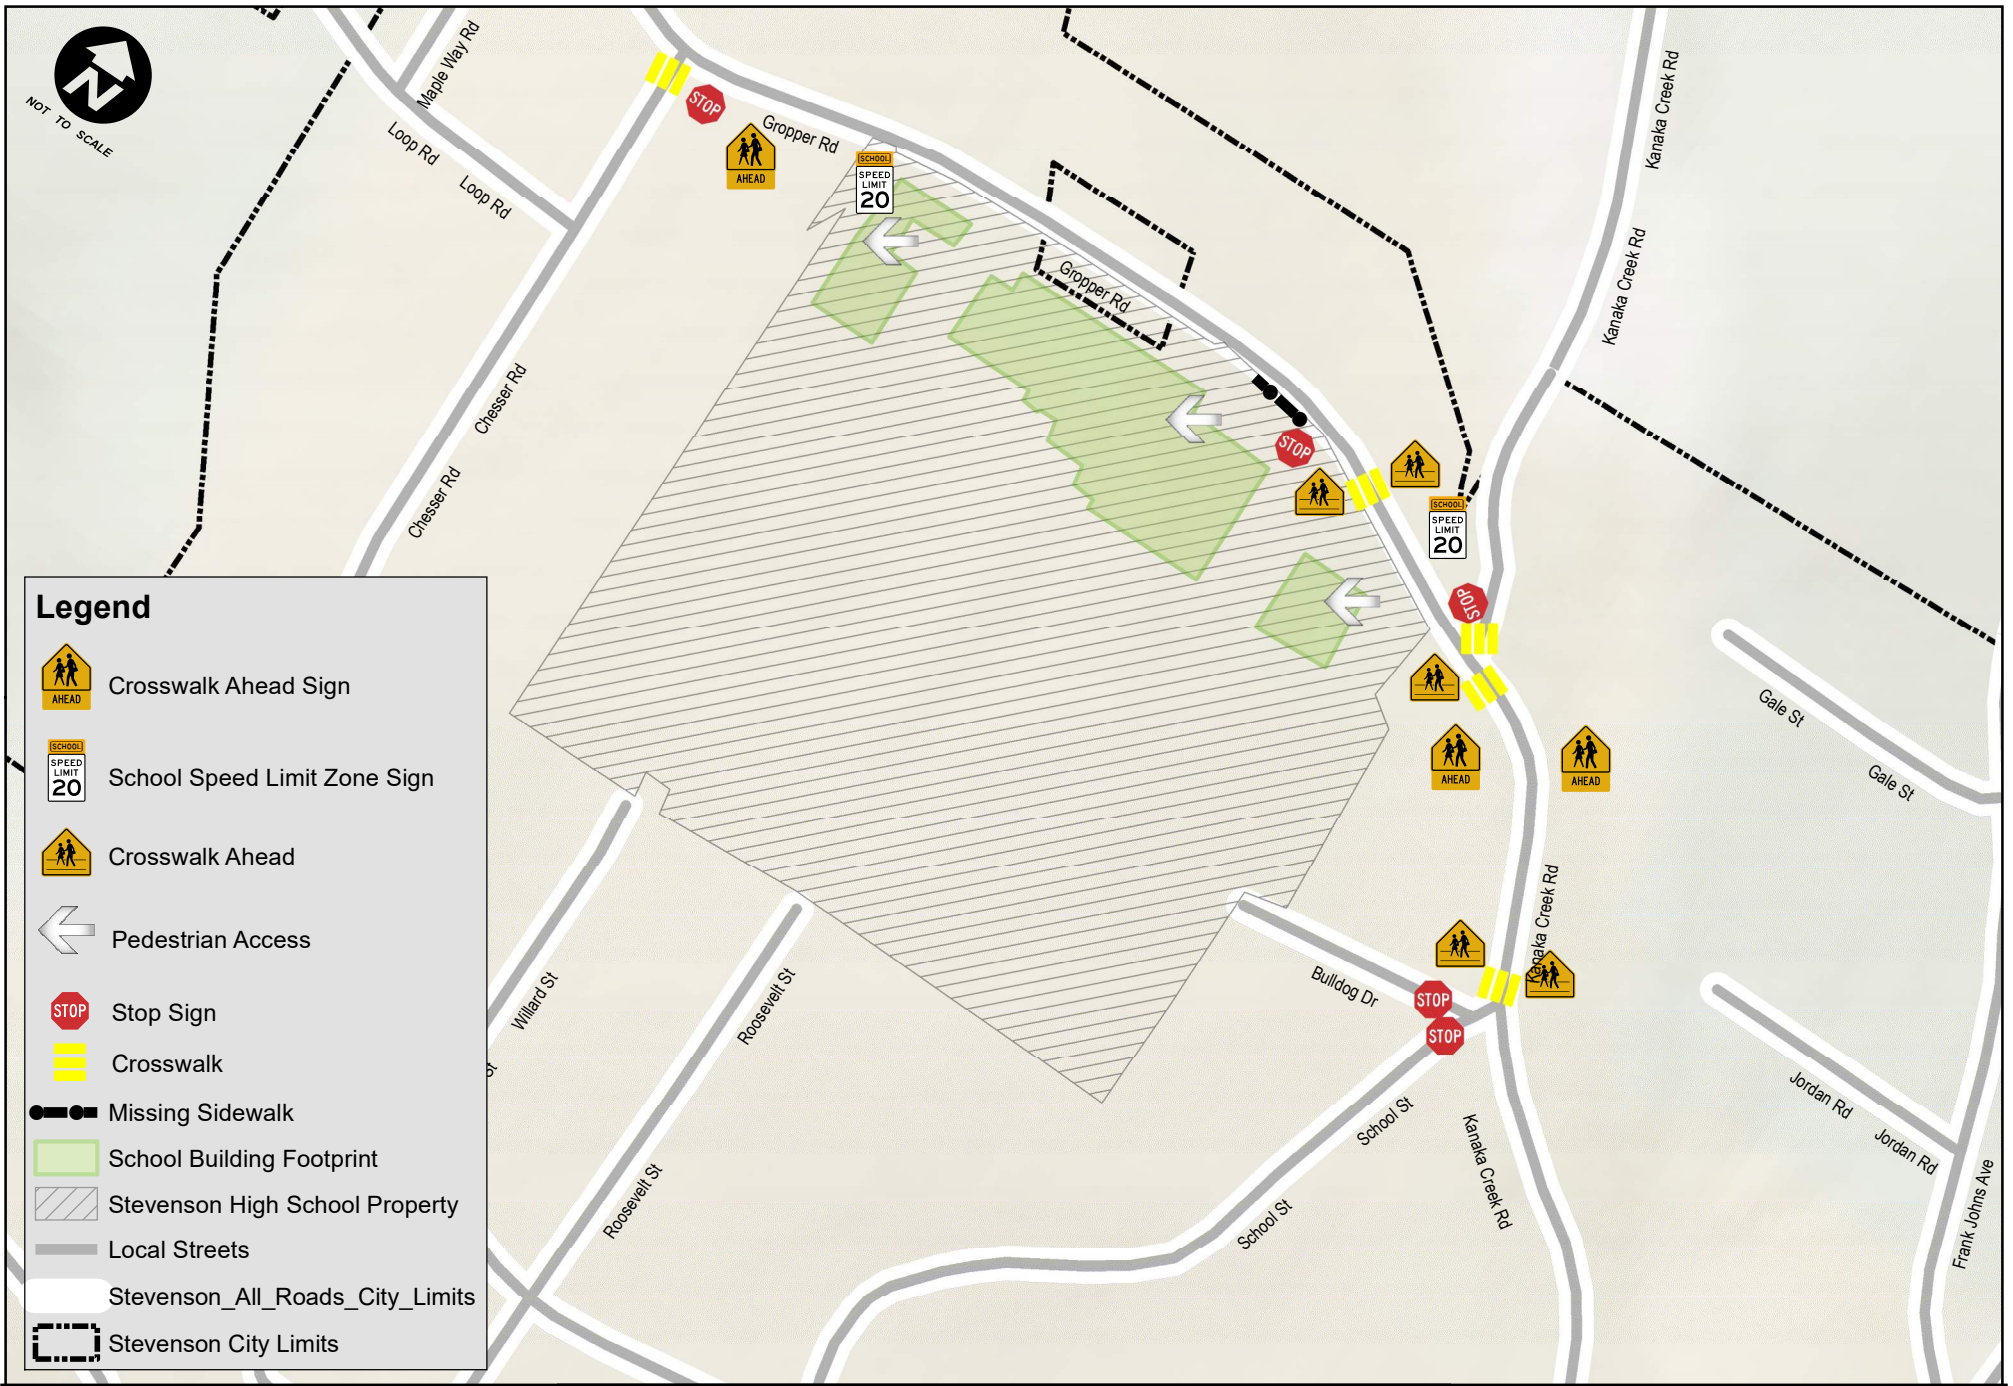 N
NOT TO SCALE
Maple Way Rd
Loop Rd
Loop Rd
STOP
AHEAD
Gropper Rd
SCHOOL
SPEED
LIMIT
20
Gropper Rd
Kanaka Creek Rd
Kanaka Creek Rd
Chesser Rd
Chesser Rd
STOP
SCHOOL
SPEED
LIMIT
20
STOP
AHEAD
AHEAD
Gale St
Gale St
Kanaka Creek Rd
Bulldog Dr
STOP
STOP
School St
School St
Kanaka Creek Rd
Jordan Rd
Jordan Rd
Frank Johns Ave
Willard St
St
Roosevelt St
Roosevelt St
Legend
AHEAD
Crosswalk Ahead Sign
SCHOOL
SPEED
LIMIT
20
School Speed Limit Zone Sign
Crosswalk Ahead
Pedestrian Access
STOP
Stop Sign
Crosswalk
Missing Sidewalk
School Building Footprint
Stevenson High School Property
Local Streets
Stevenson_All_Roads_City_Limits
Stevenson City Limits